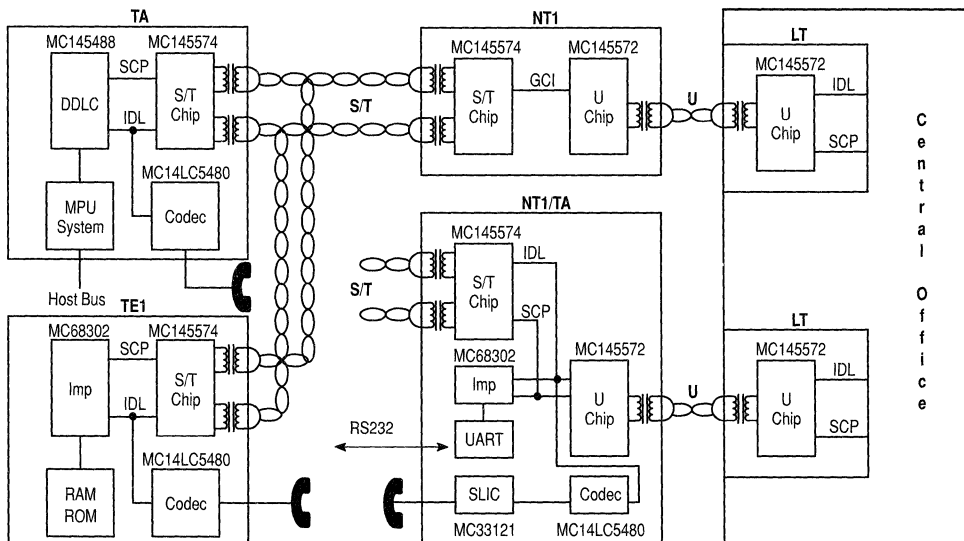 TA
MC145488
MC145574
SCP
DDLC
S/T
Chip
IDL
MC14LC5480
MPU
System
Codec
Host Bus
TE1
MC68302
MC145574
SCP
Imp
S/T
Chip
IDL
MC14LC5480
RAM
ROM
Codec
S/T
NT1
MC145574
MC145572
GCI
S/T
Chip
U
Chip
U
NT1/TA
MC145574
IDL
S/T
S/T
Chip
SCP
MC68302
MC145572
Imp
U
Chip
U
RS232
UART
SLIC
Codec
MC33121
MC14LC5480
LT
MC145572
IDL
U
Chip
SCP
LT
MC145572
IDL
U
Chip
SCP
Central Office